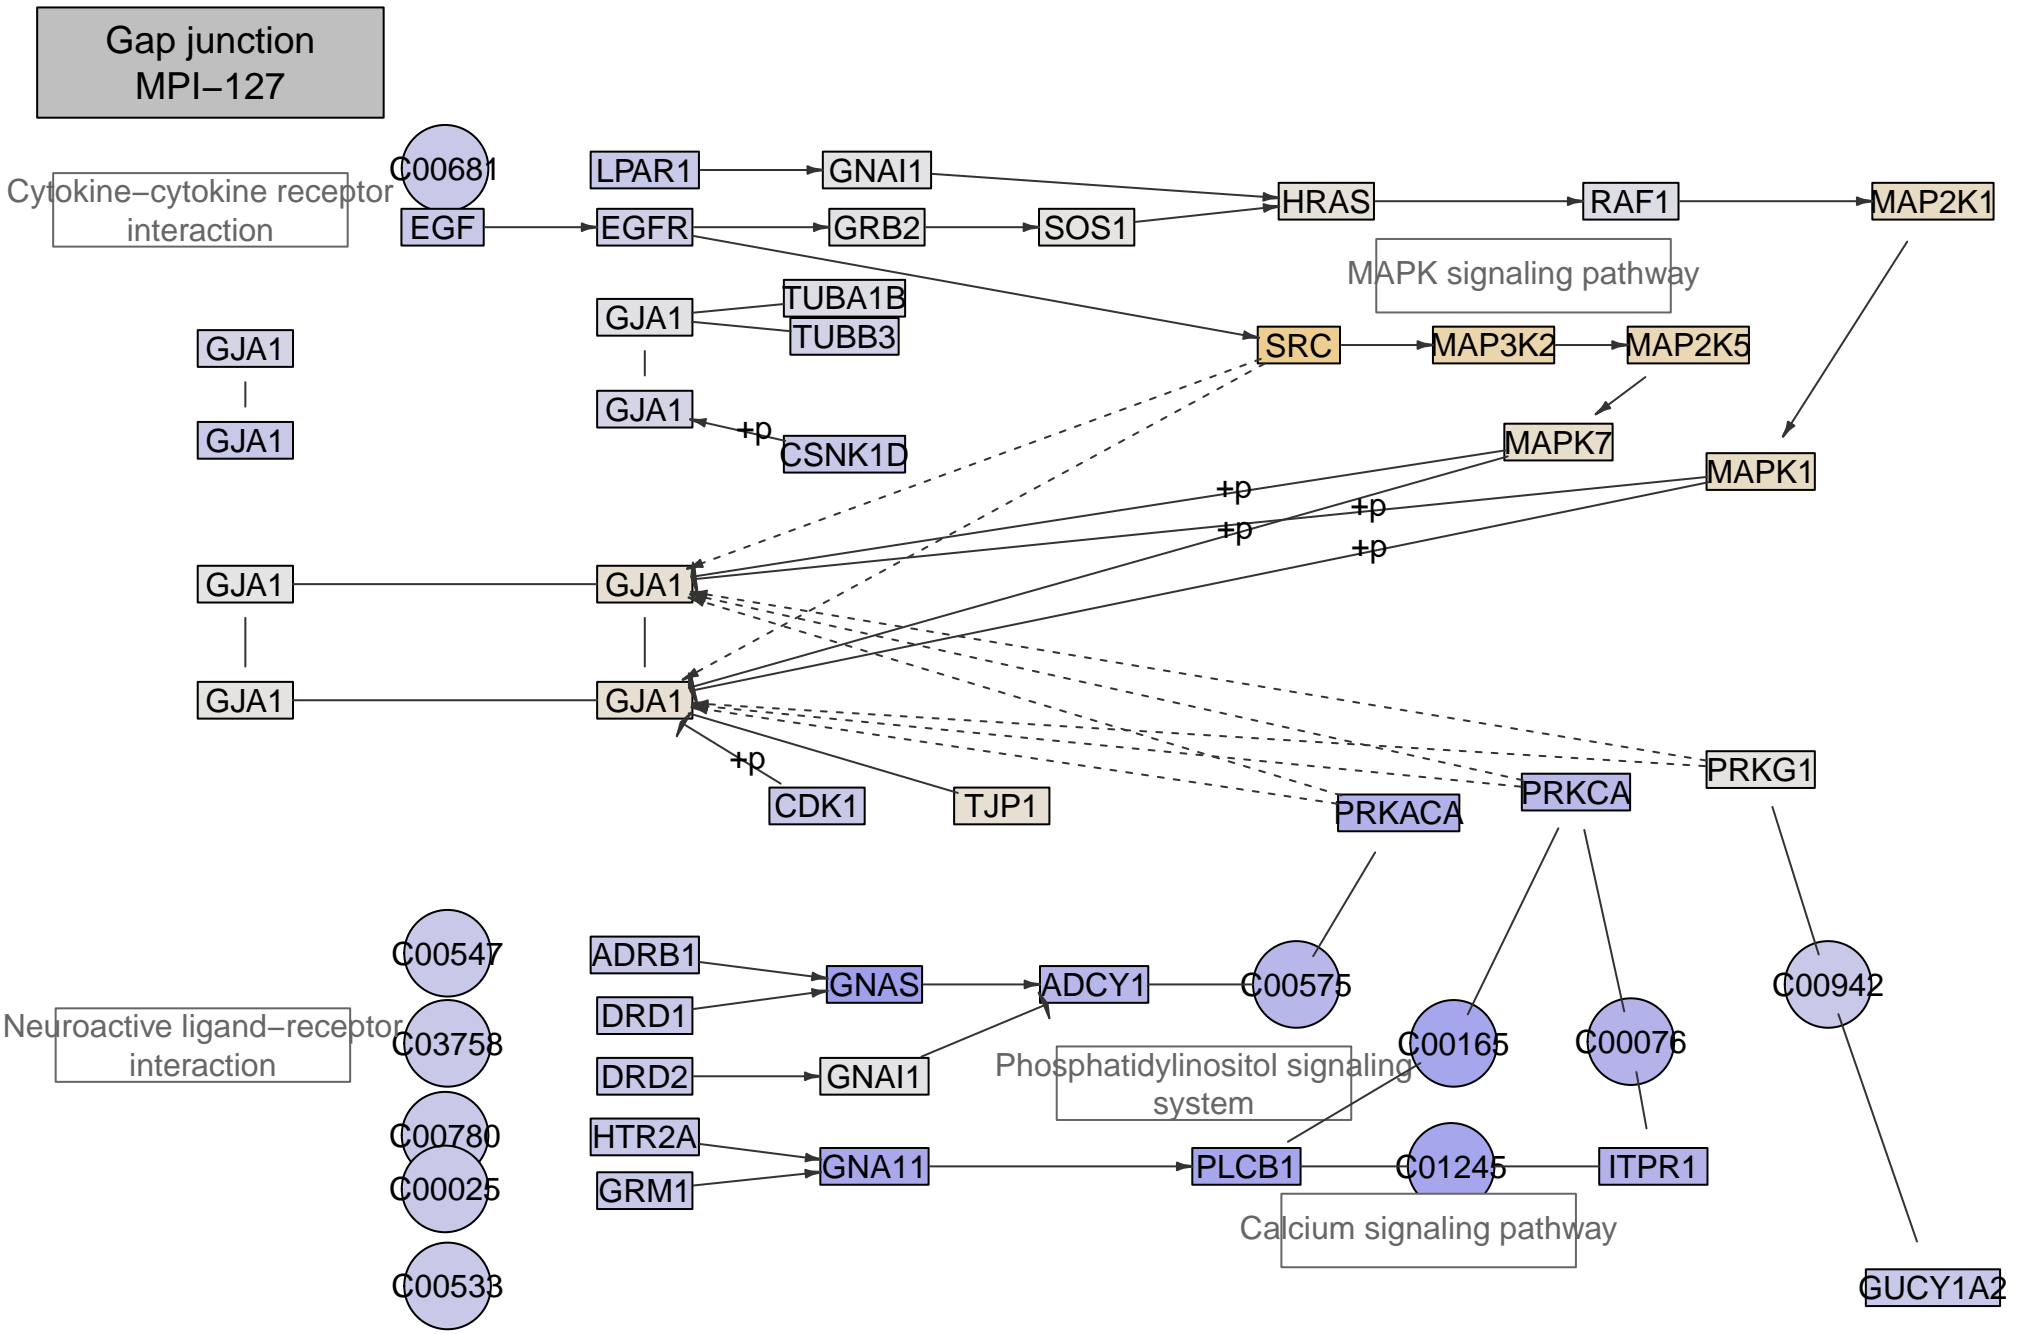 Gap junction
MPI−127
C00681
LPAR1
GNAI1
Cytokine−cytokine receptor
interaction
HRAS
RAF1
MAP2K1
EGF
EGFR
GRB2
SOS1
MAPK signaling pathway
TUBA1B
GJA1
TUBB3
GJA1
SRC
MAP3K2
MAP2K5
GJA1
GJA1
+p
CSNK1D
MAPK7
MAPK1
+p
+p
+p
+p
GJA1
GJA1
GJA1
GJA1
+p
CDK1
TJP1
PRKACA
PRKCA
PRKG1
C00547
ADRB1
GNAS
ADCY1
C00575
C00942
DRD1
Neuroactive ligand−receptor
interaction
C03758
C00165
C00076
DRD2
GNAI1
Phosphatidylinositol signaling
system
C00780
HTR2A
GNA11
PLCB1
C01245
ITPR1
C00025
GRM1
Calcium signaling pathway
C00533
GUCY1A2